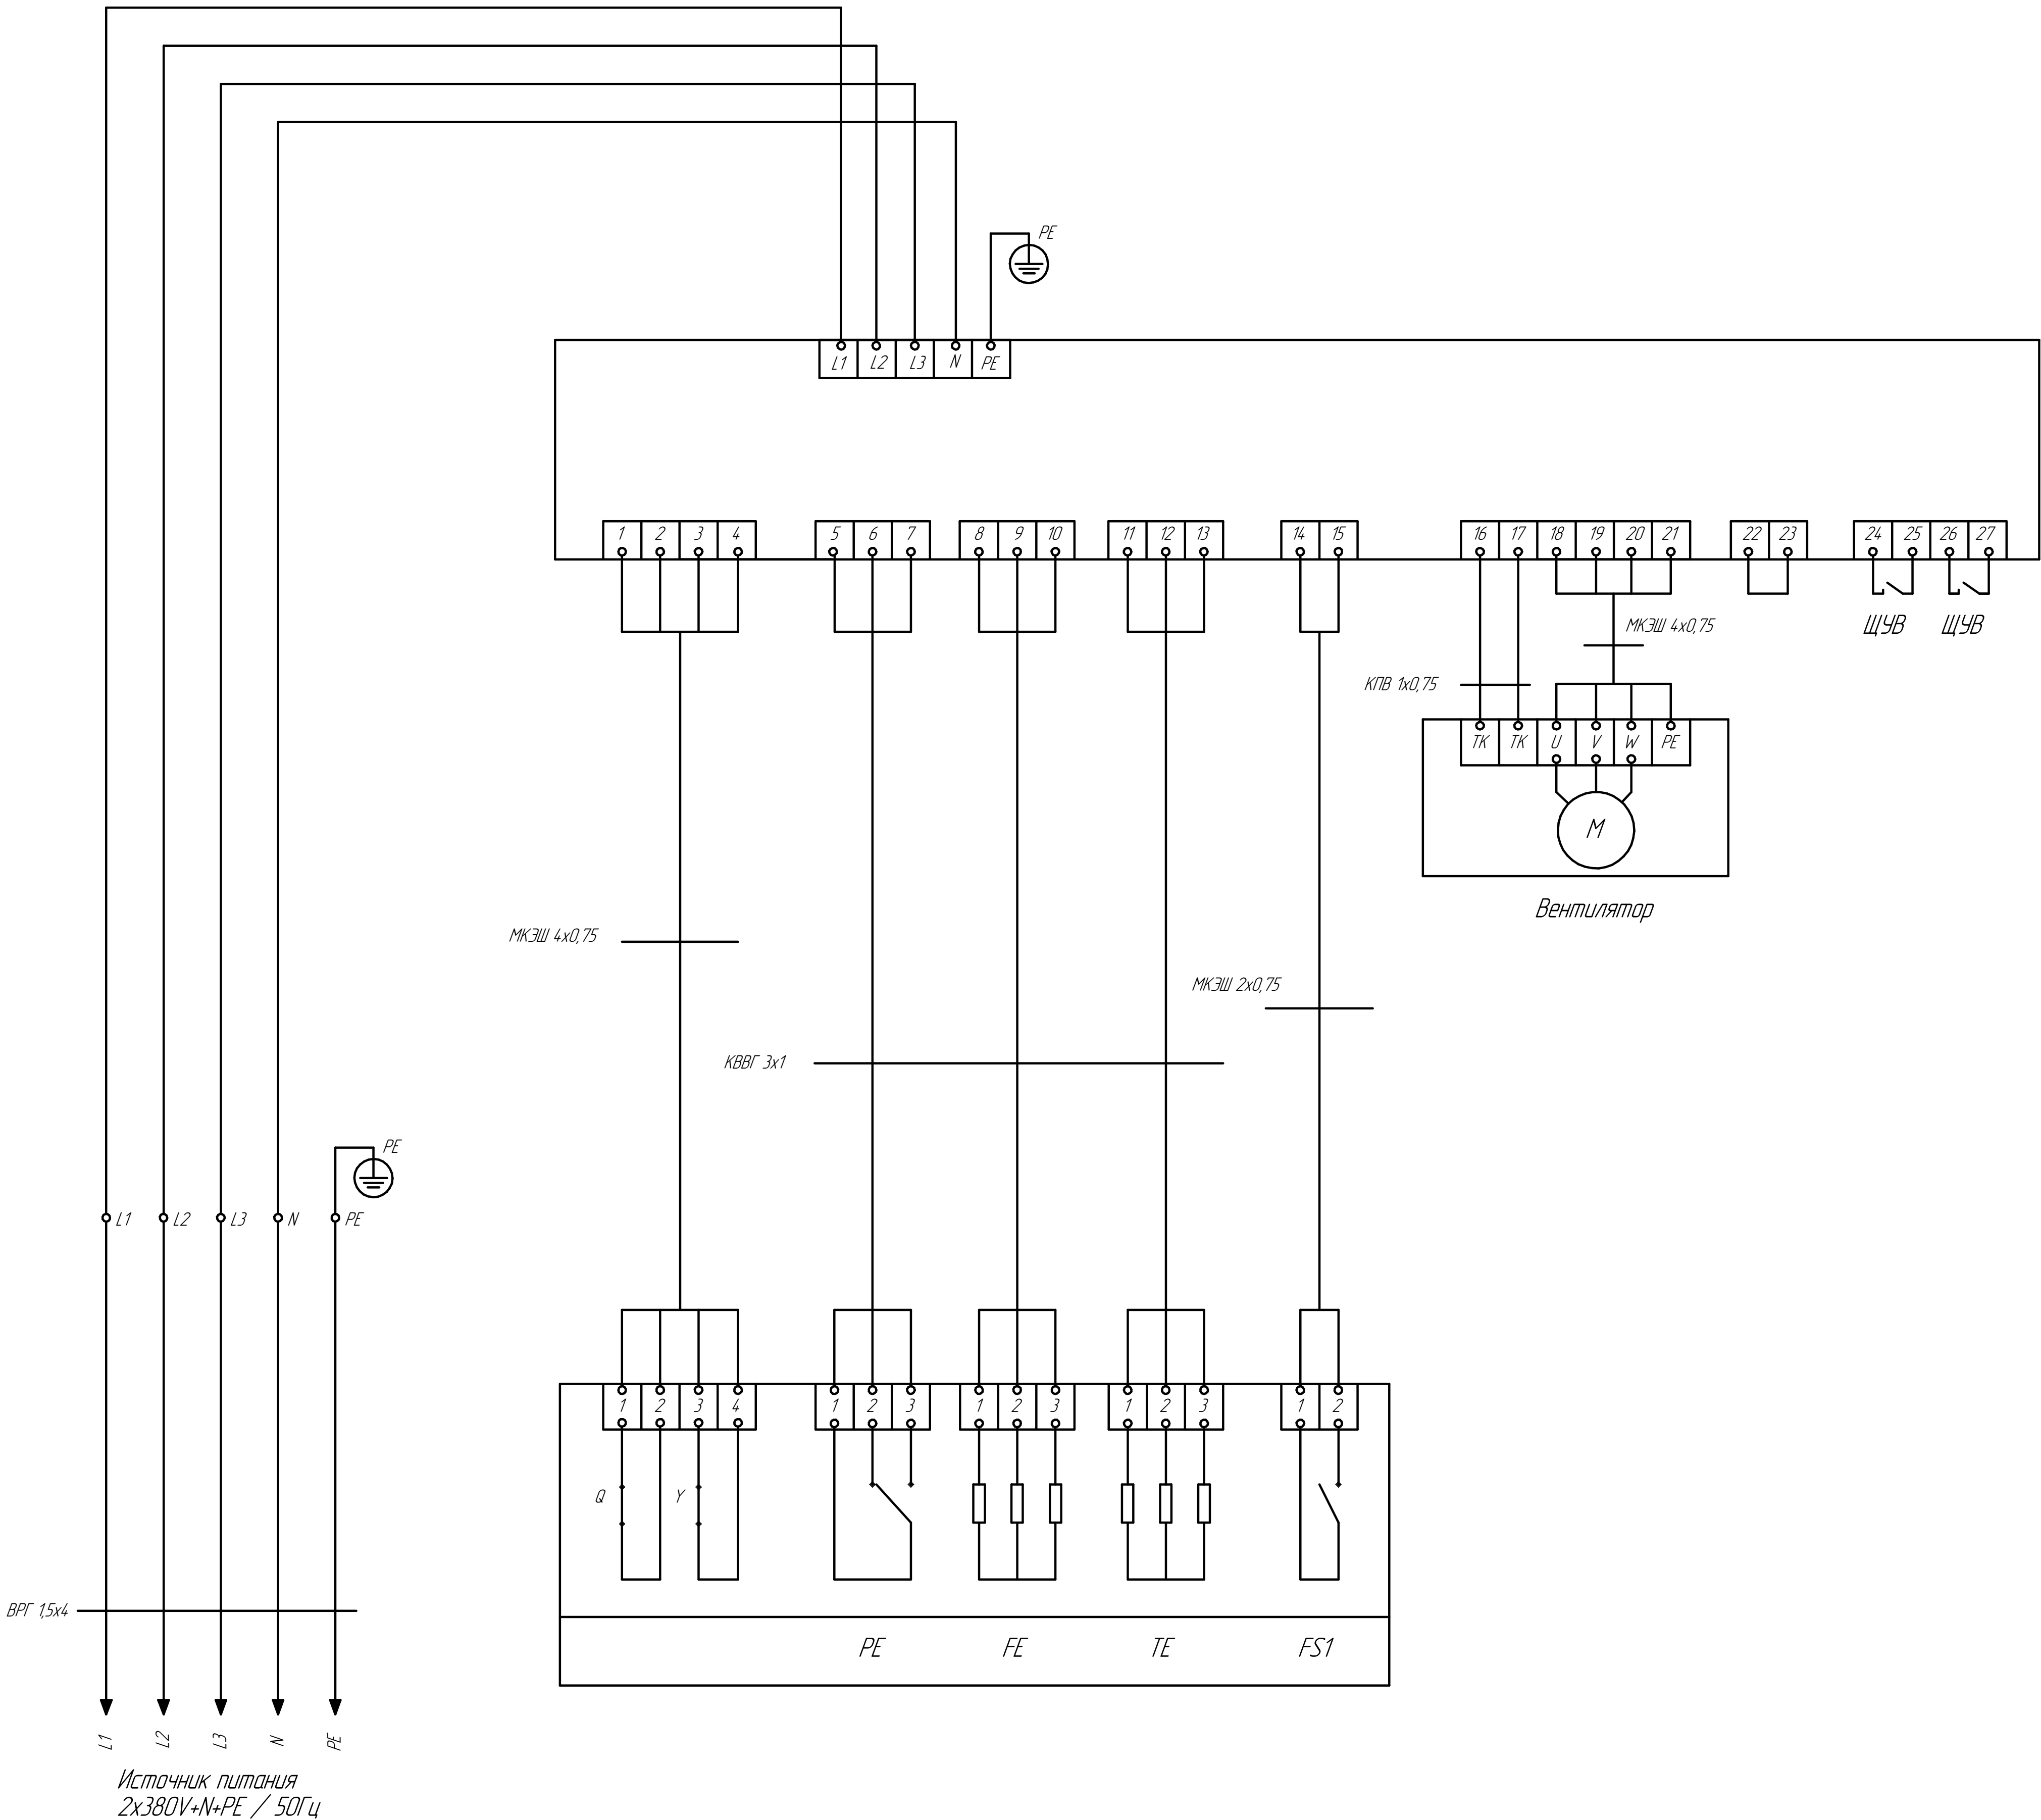 PE
L1 L2 L3 N PE
1 2 3 4 5 6 7 8 9 10 11 12 13 14 15 16 17 18 19 20 21 22 23 24 25 26 27
ЩУВ ЩУВ
МКЭШ 4х0,75
КПВ 1х0,75
ТК ТК U V W PE
М
Вентилятор
МКЭШ 4х0,75
МКЭШ 2х0,75
КВВГ 3х1
PE
L1 L2 L3 N PE
1 2 3 4 1 2 3 1 2 3 1 2 3 1 2
Q Y
ВРГ 1,5х4
PE FE TE FS1
L1 L2 L3 N PE
Источник питания
2х380V+N+PE / 50Гц